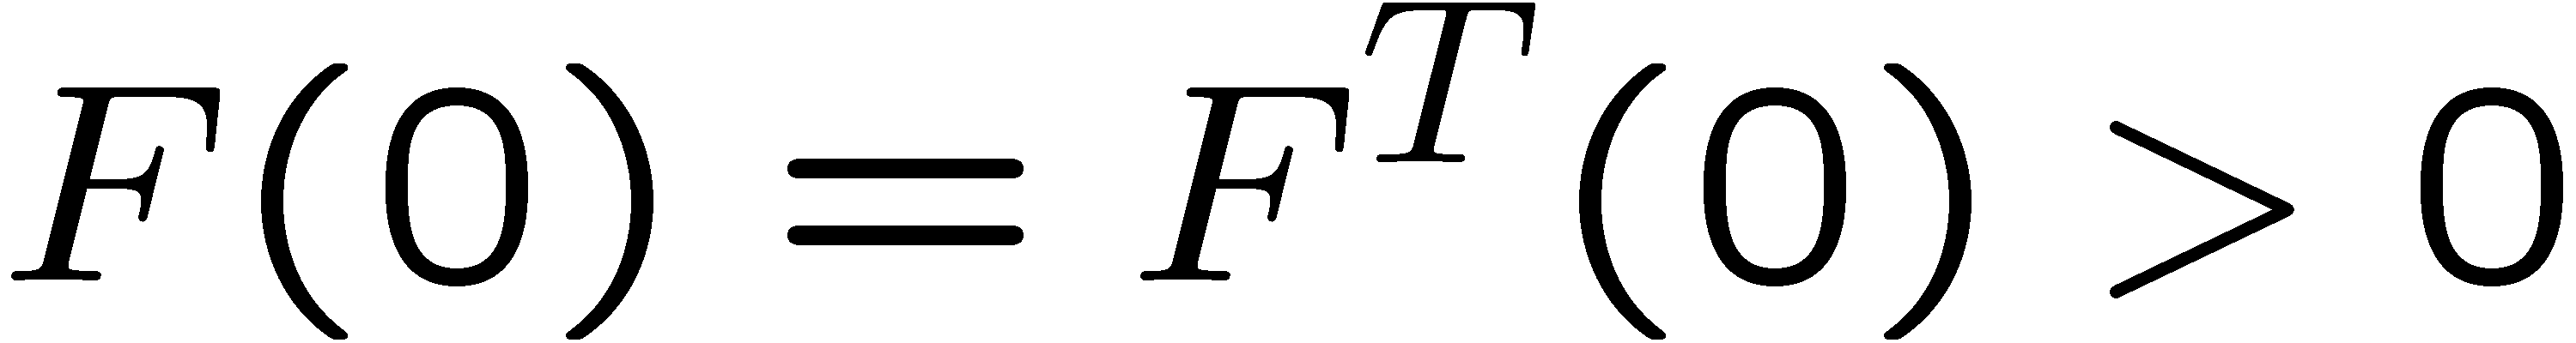 F(0) = F^T(0) > 0